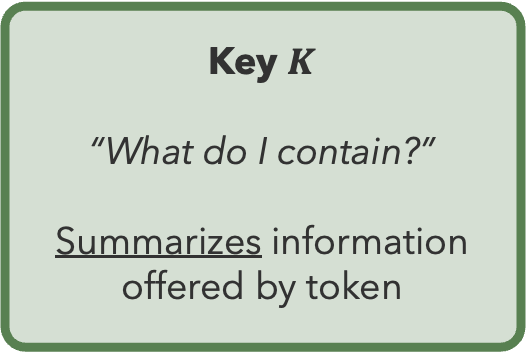 Key K
“What do I contain?”
Summarizes information
offered by token